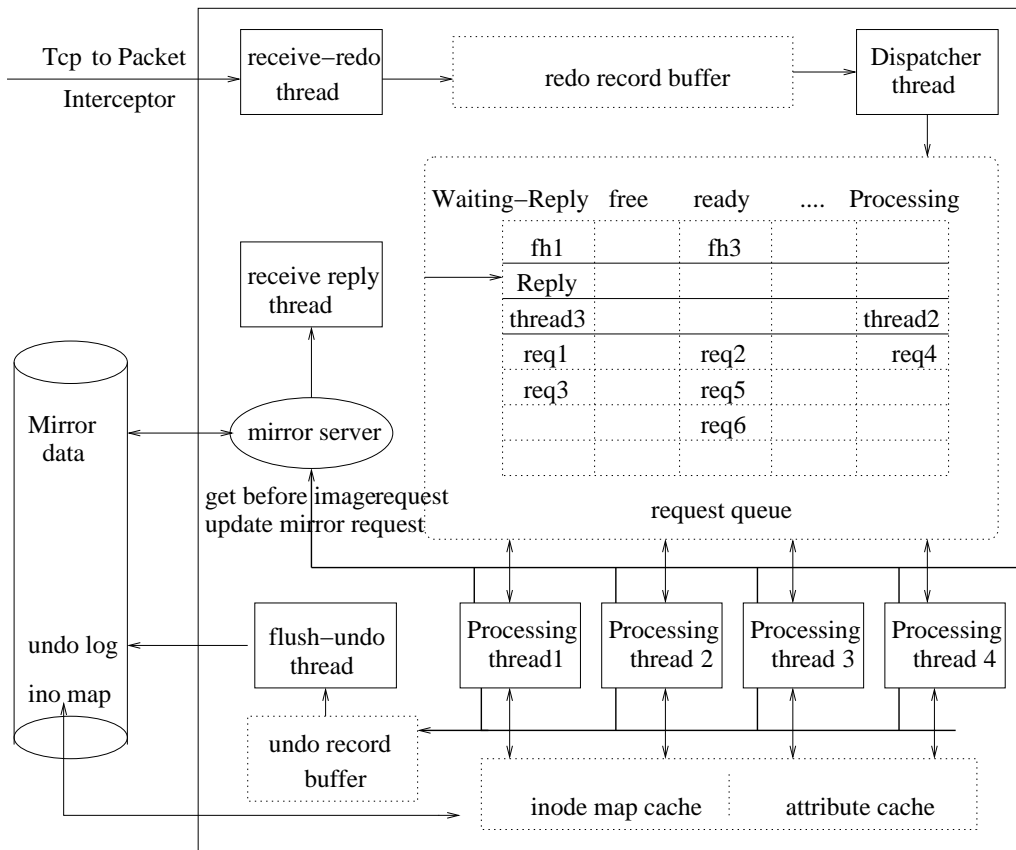 Tcp to Packet
Interceptor
receive−redo
thread
redo record buffer
Dispatcher
thread
Waiting−Reply free ready .... Processing
fh1 fh3
Reply
thread3 thread2
req1 req2 req4
req3 req5
req6
request queue
receive reply
thread
Mirror
data
mirror server
get before imagerequest
update mirror request
undo log
ino map
flush−undo
thread
undo record
buffer
Processing
thread1
Processing
thread 2
Processing
thread 3
Processing
thread 4
inode map cache
attribute cache